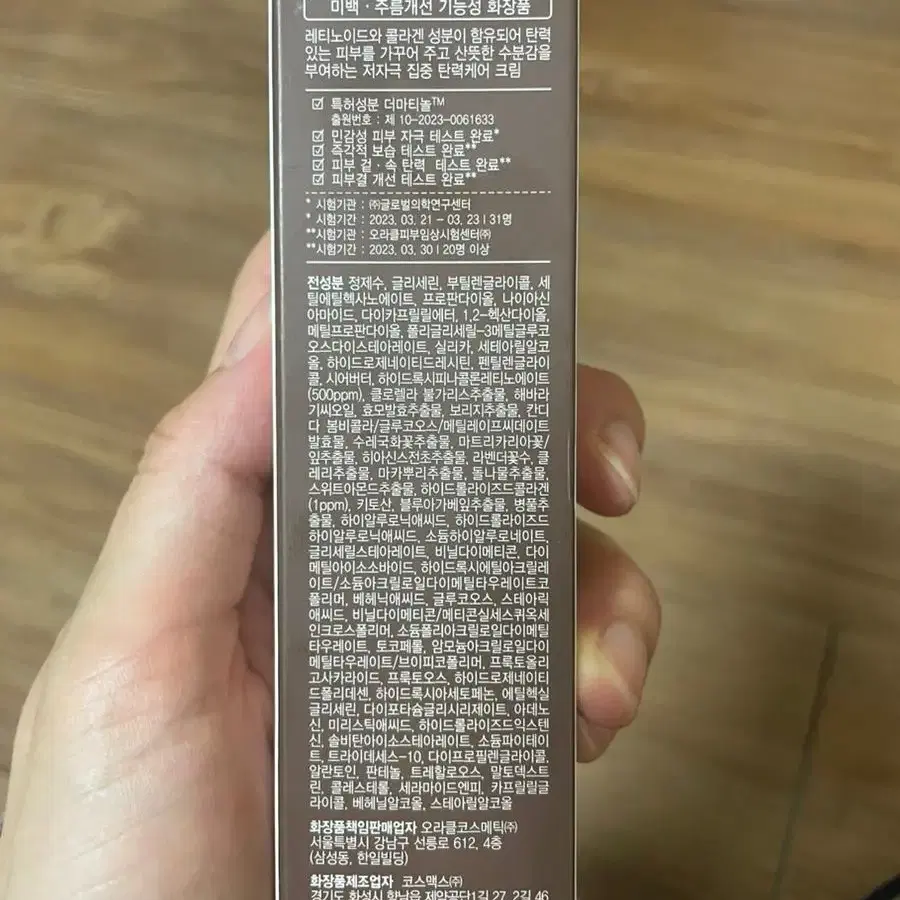 미백 · 주름개선 기능성 화장품
레티노이드와 콜라겐 성분이 함유되어 탄력
있는 피부를 가꾸어 주고 산뜻한 수분감을
부여하는 저자극 집중 탄력케어 크림
특허성분 더마티놀™
출원번호 : 제 10-2023-0061633
민감성 피부 자극 테스트 완료*
즉각적 보습 테스트 완료**
피부 겉 · 속 탄력 테스트 완료**
피부결 개선 테스트 완료**
* 시험기관 : ㈜글로벌의학연구센터
* 시험기간 : 2023. 03. 21 - 03. 23 | 31명
**시험기관 : 오라클피부임상시험센터㈜
**시험기간 : 2023. 03. 30 | 20명 이상
전성분 정제수, 글리세린, 부틸렌글라이콜, 세
틸에틸헥사노에이트, 프로판다이올, 나이아신
아마이드, 다이카프릴릴에터, 1,2-헥산다이올,
메틸프로판다이올, 폴리글리세릴-3메틸글루코
오스다이스테아레이트, 실리카, 세테아릴알코
올, 하이드로제네이티드레시틴, 펜틸렌글라이
콜, 시어버터, 하이드록시피나콜론레티노에이트
(500ppm), 클로렐라 불가리스추출물, 해바라
기씨오일, 효모발효추출물, 보리지추출물, 칸디
다 봄비콜라/글루코오스/메틸레이프씨데이트
발효물, 수레국화꽃추출물, 마트리카리아꽃/
잎추출물, 히아신스전초추출물, 라벤더꽃수, 클
레리추출물, 마카뿌리추출물, 돌나물추출물,
스위트아몬드추출물, 하이드롤라이즈드콜라겐
(1ppm), 키토산, 블루아가베잎추출물, 병풀추
출물, 하이알루로닉애씨드, 하이드롤라이즈드
하이알루로닉애씨드, 소듐하이알루로네이트,
글리세릴스테아레이트, 비닐다이메티콘, 다이
메틸아이소소바이드, 하이드록시에틸아크릴레
이트/소듐아크릴로일다이메틸타우레이트코
폴리머, 베헤닉애씨드, 글루코오스, 스테아릭
애씨드, 비닐다이메티콘/메티콘실세스퀴옥세
인크로스폴리머, 소듐폴리아크릴로일다이메틸
타우레이트, 토코페롤, 암모늄아크릴로일다이
메틸타우레이트/브이피코폴리머, 프룩토올리
고사카라이드, 프룩토오스, 하이드로제네이티
드폴리데센, 하이드록시아세토페논, 에틸헥실
글리세린, 다이포타슘글리시리제이트, 아데노
신, 미리스틱애씨드, 하이드롤라이즈드익스텐
신, 솔비탄아이소스테아레이트, 소듐파이테이
트, 트라이데세스-10, 다이프로필렌글라이콜,
알란토인, 판테놀, 트레할로오스, 말토덱스트
린, 콜레스테롤, 세라마이드엔피, 카프릴릴글
라이콜, 베헤닐알코올, 스테아릴알코올
화장품책임판매업자 오라클코스메틱㈜
서울특별시 강남구 선릉로 612, 4층
(삼성동, 한일빌딩)
화장품제조업자 코스맥스㈜
경기도 화성시 향남읍 제약공단1길 27, 2길 46